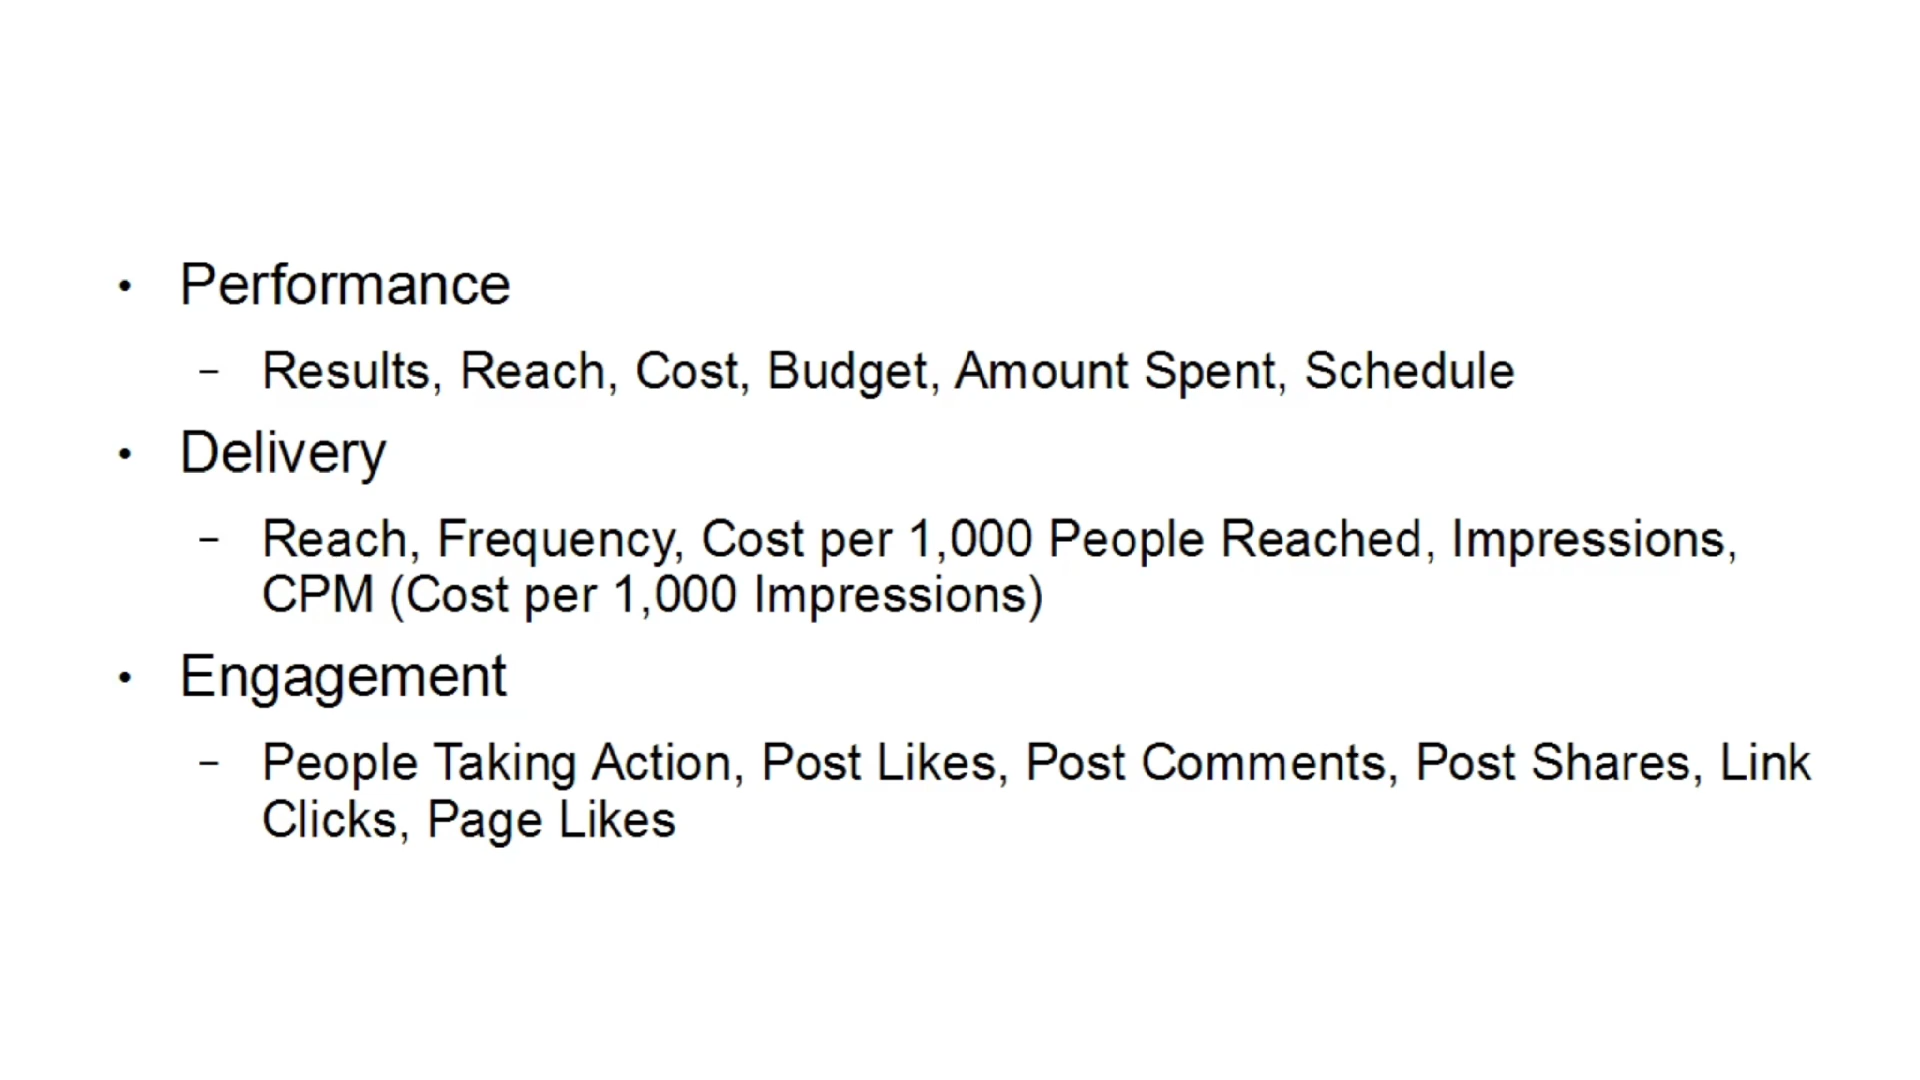 • Performance
– Results, Reach, Cost, Budget, Amount Spent, Schedule
• Delivery
– Reach, Frequency, Cost per 1,000 People Reached, Impressions,
CPM (Cost per 1,000 Impressions)
• Engagement
– People Taking Action, Post Likes, Post Comments, Post Shares, Link
Clicks, Page Likes